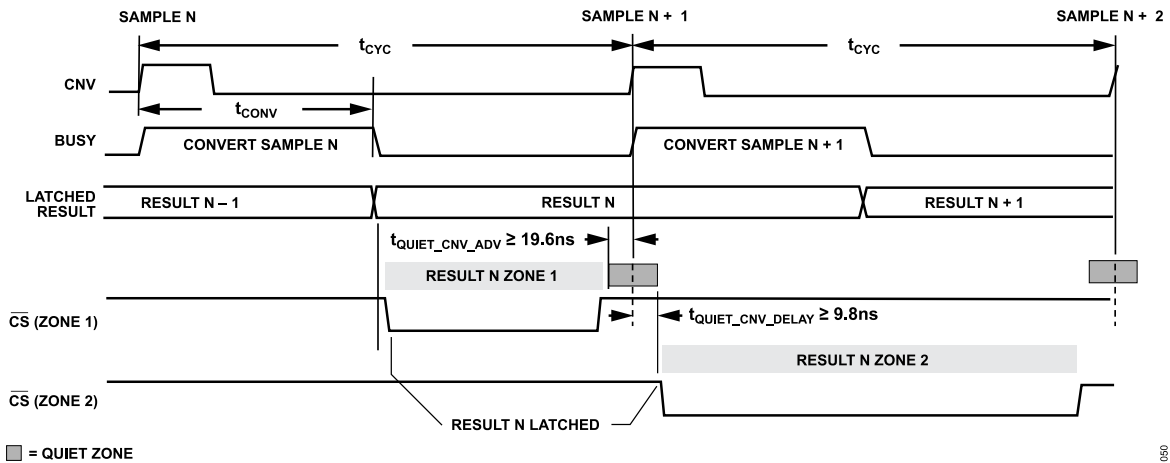 SAMPLE N
SAMPLE N + 1
SAMPLE N + 2
tCYC
tCYC
CNV
tCONV
BUSY
CONVERT SAMPLE N
CONVERT SAMPLE N + 1
LATCHED
RESULT
RESULT N – 1
RESULT N
RESULT N + 1
tQUIET_CNV_ADV ≥ 19.6ns
RESULT N ZONE 1
CS (ZONE 1)
tQUIET_CNV_DELAY ≥ 9.8ns
RESULT N ZONE 2
CS (ZONE 2)
RESULT N LATCHED
= QUIET ZONE
050